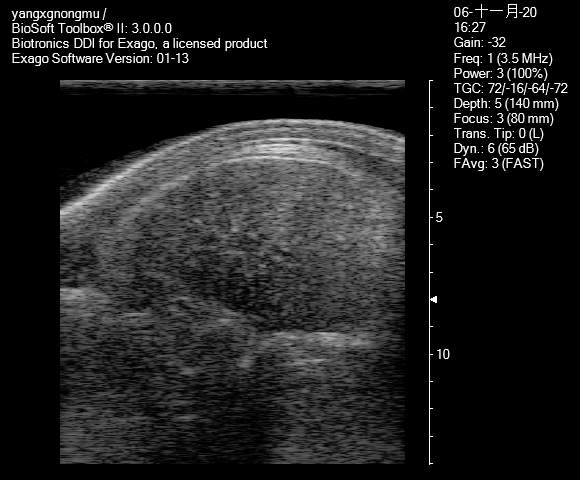 yangxgnongmu /
BioSoft Toolbox® II: 3.0.0.0
Biotronics DDI for Exago, a licensed product
Exago Software Version: 01-13
06-十一月-20
16:27
Gain: -32
Freq: 1 (3.5 MHz)
Power: 3 (100%)
TGC: 72/-16/-64/-72
Depth: 5 (140 mm)
Focus: 3 (80 mm)
Trans. Tip: 0 (L)
Dyn.: 6 (65 dB)
FAvg: 3 (FAST)
5
10